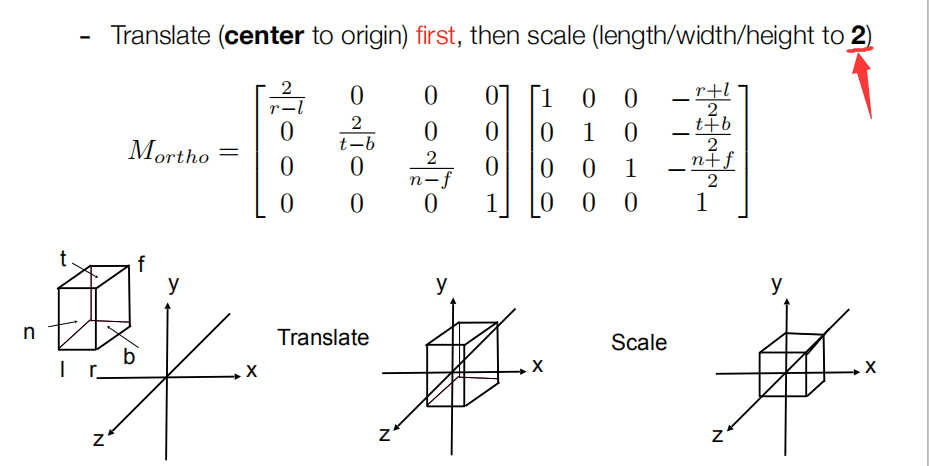 - Translate (center to origin) first, then scale (length/width/height to 2)
M_{ortho} = \begin{bmatrix} \frac{2}{r-l} & 0 & 0 & 0 \\ 0 & \frac{2}{t-b} & 0 & 0 \\ 0 & 0 & \frac{2}{n-f} & 0 \\ 0 & 0 & 0 & 1 \end{bmatrix} \begin{bmatrix} 1 & 0 & 0 & -\frac{r+l}{2} \\ 0 & 1 & 0 & -\frac{t+b}{2} \\ 0 & 0 & 1 & -\frac{n+f}{2} \\ 0 & 0 & 0 & 1 \end{bmatrix}
t f y
n
b
l r x
z
Translate
y
x
z
Scale
y
x
z